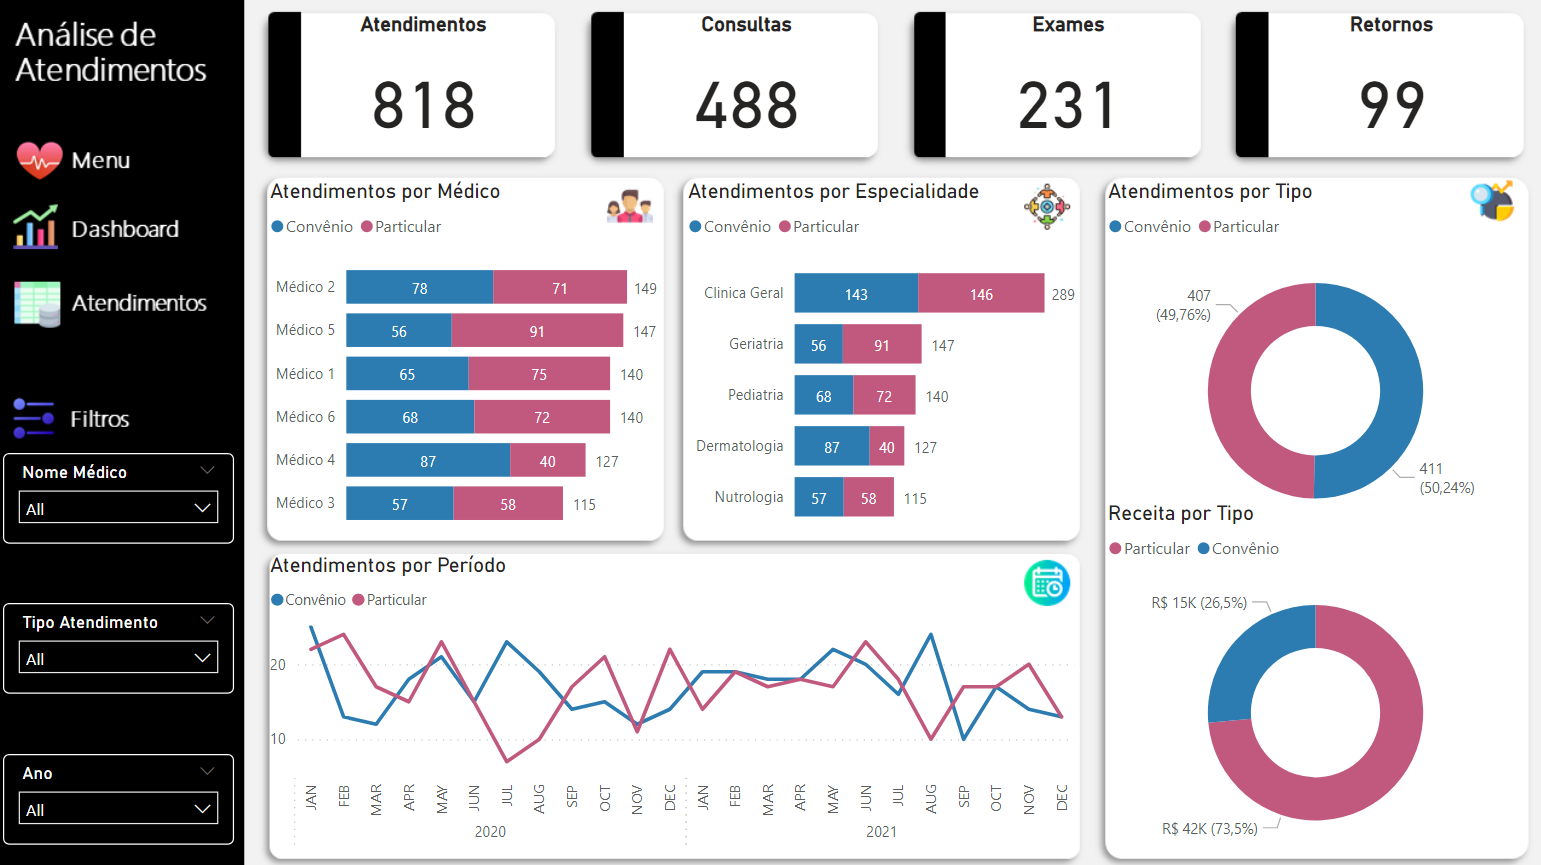 Análise de
Atendimentos
Menu
Dashboard
Atendimentos
Filtros
Nome Médico
All
Tipo Atendimento
All
Ano
All
Atendimentos
818
Consultas
488
Exames
231
Retornos
99
Atendimentos por Médico
Convênio Particular
Médico 2 78 71 149
Médico 5 56 91 147
Médico 1 65 75 140
Médico 6 68 72 140
Médico 4 87 40 127
Médico 3 57 58 115
Atendimentos por Especialidade
Convênio Particular
Clinica Geral 143 146 289
Geriatria 56 91 147
Pediatria 68 72 140
Dermatologia 87 40 127
Nutrologia 57 58 115
Atendimentos por Tipo
Convênio Particular
407
(49,76%)
411
(50,24%)
Receita por Tipo
Particular Convênio
R$ 15K (26,5%)
R$ 42K (73,5%)
Atendimentos por Período
Convênio Particular
20
10
JAN FEB MAR APR MAY JUN JUL AUG SEP OCT NOV DEC JAN FEB MAR APR MAY JUN JUL AUG SEP OCT NOV DEC
2020 2021